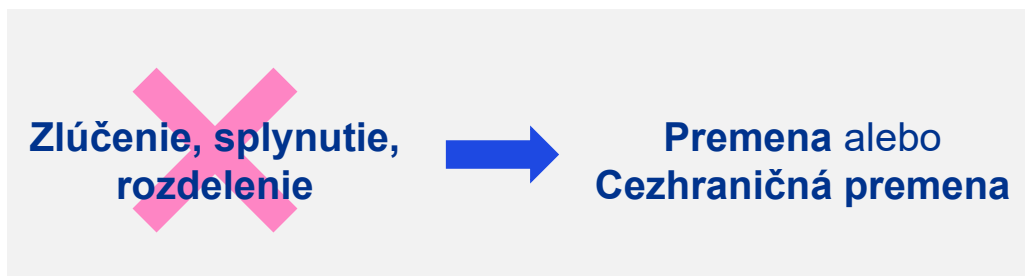 Zlúčenie, splynutie,
rozdelenie
Premena alebo
Cezhraničná premena